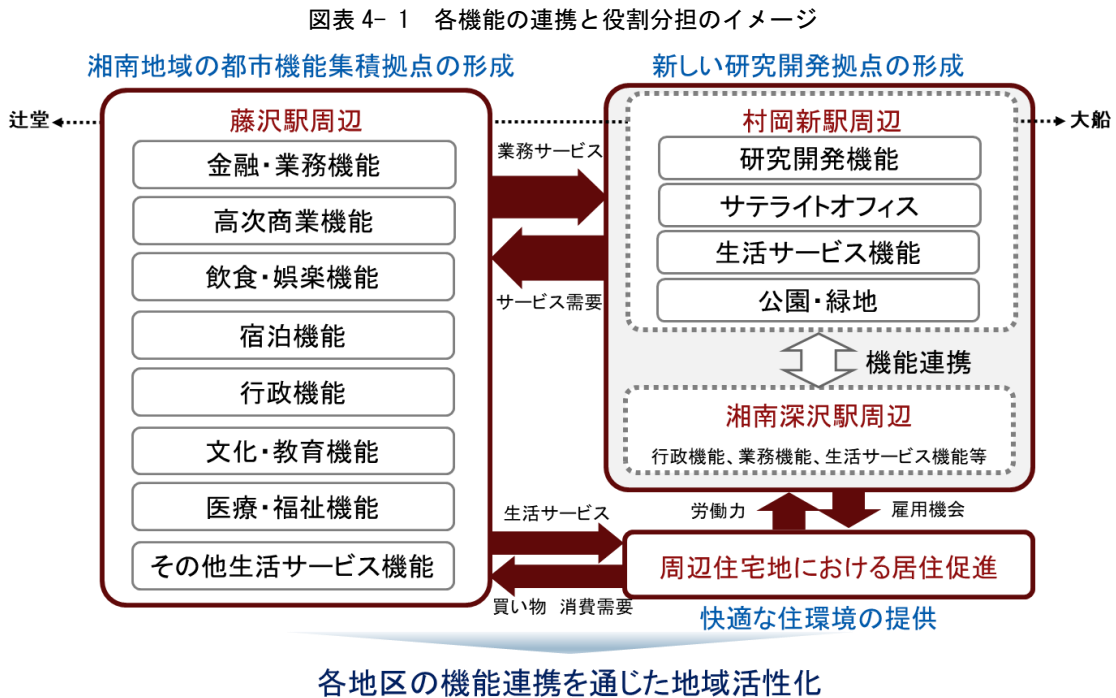 図表 4- 1 各機能の連携と役割分担のイメージ
湘南地域の都市機能集積拠点の形成
新しい研究開発拠点の形成
辻堂
大船
藤沢駅周辺
金融・業務機能
高次商業機能
飲食・娯楽機能
宿泊機能
行政機能
文化・教育機能
医療・福祉機能
その他生活サービス機能
業務サービス
サービス需要
村岡新駅周辺
研究開発機能
サテライトオフィス
生活サービス機能
公園・緑地
機能連携
湘南深沢駅周辺
行政機能、業務機能、生活サービス機能等
労働力
雇用機会
生活サービス
買い物 消費需要
周辺住宅地における居住促進
快適な住環境の提供
各地区の機能連携を通じた地域活性化